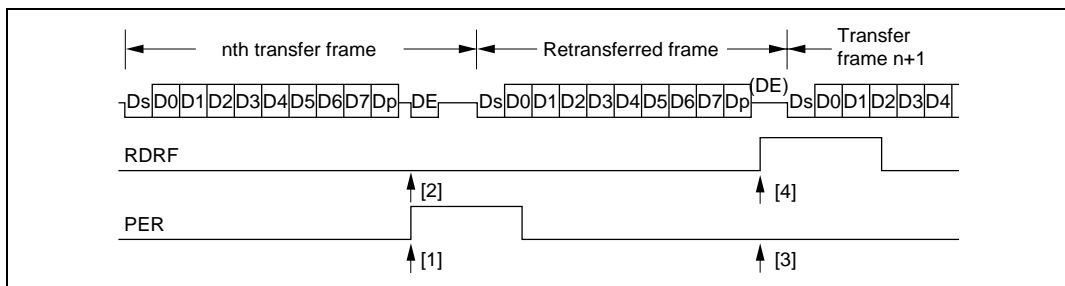 nth transfer frame
Retransferred frame
Transfer
frame n+1
Ds D0 D1 D2 D3 D4 D5 D6 D7 Dp DE Ds D0 D1 D2 D3 D4 D5 D6 D7 Dp (DE) Ds D0 D1 D2 D3 D4
RDRF
[2] [4]
PER
[1] [3]